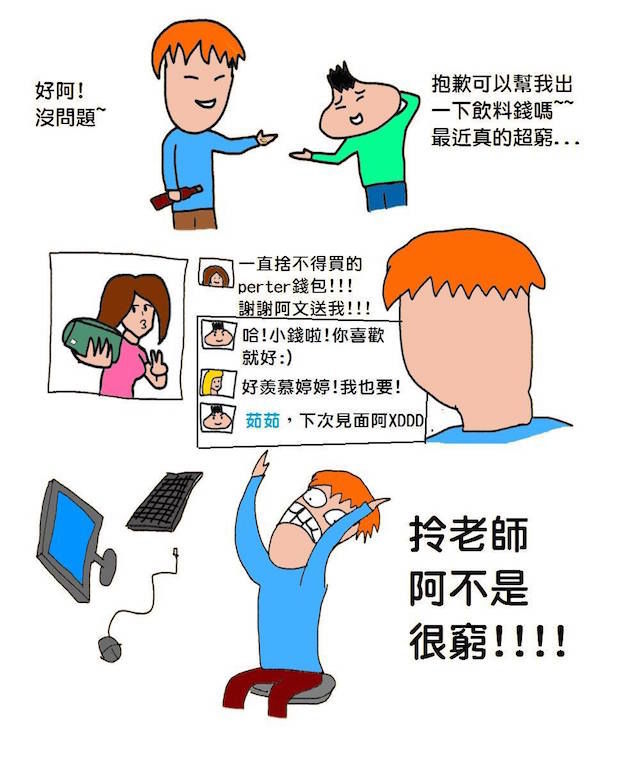 好阿!
沒問題~
抱歉可以幫我出
一下飲料錢嗎~~
最近真的超窮...
一直捨不得買的
perter錢包!!!
謝謝阿文送我!!!
哈!小錢啦!你喜歡
就好:)
好羨慕婷婷!我也要!
茹茹，下次見面阿XDDD
拎老師
阿不是
很窮!!!!